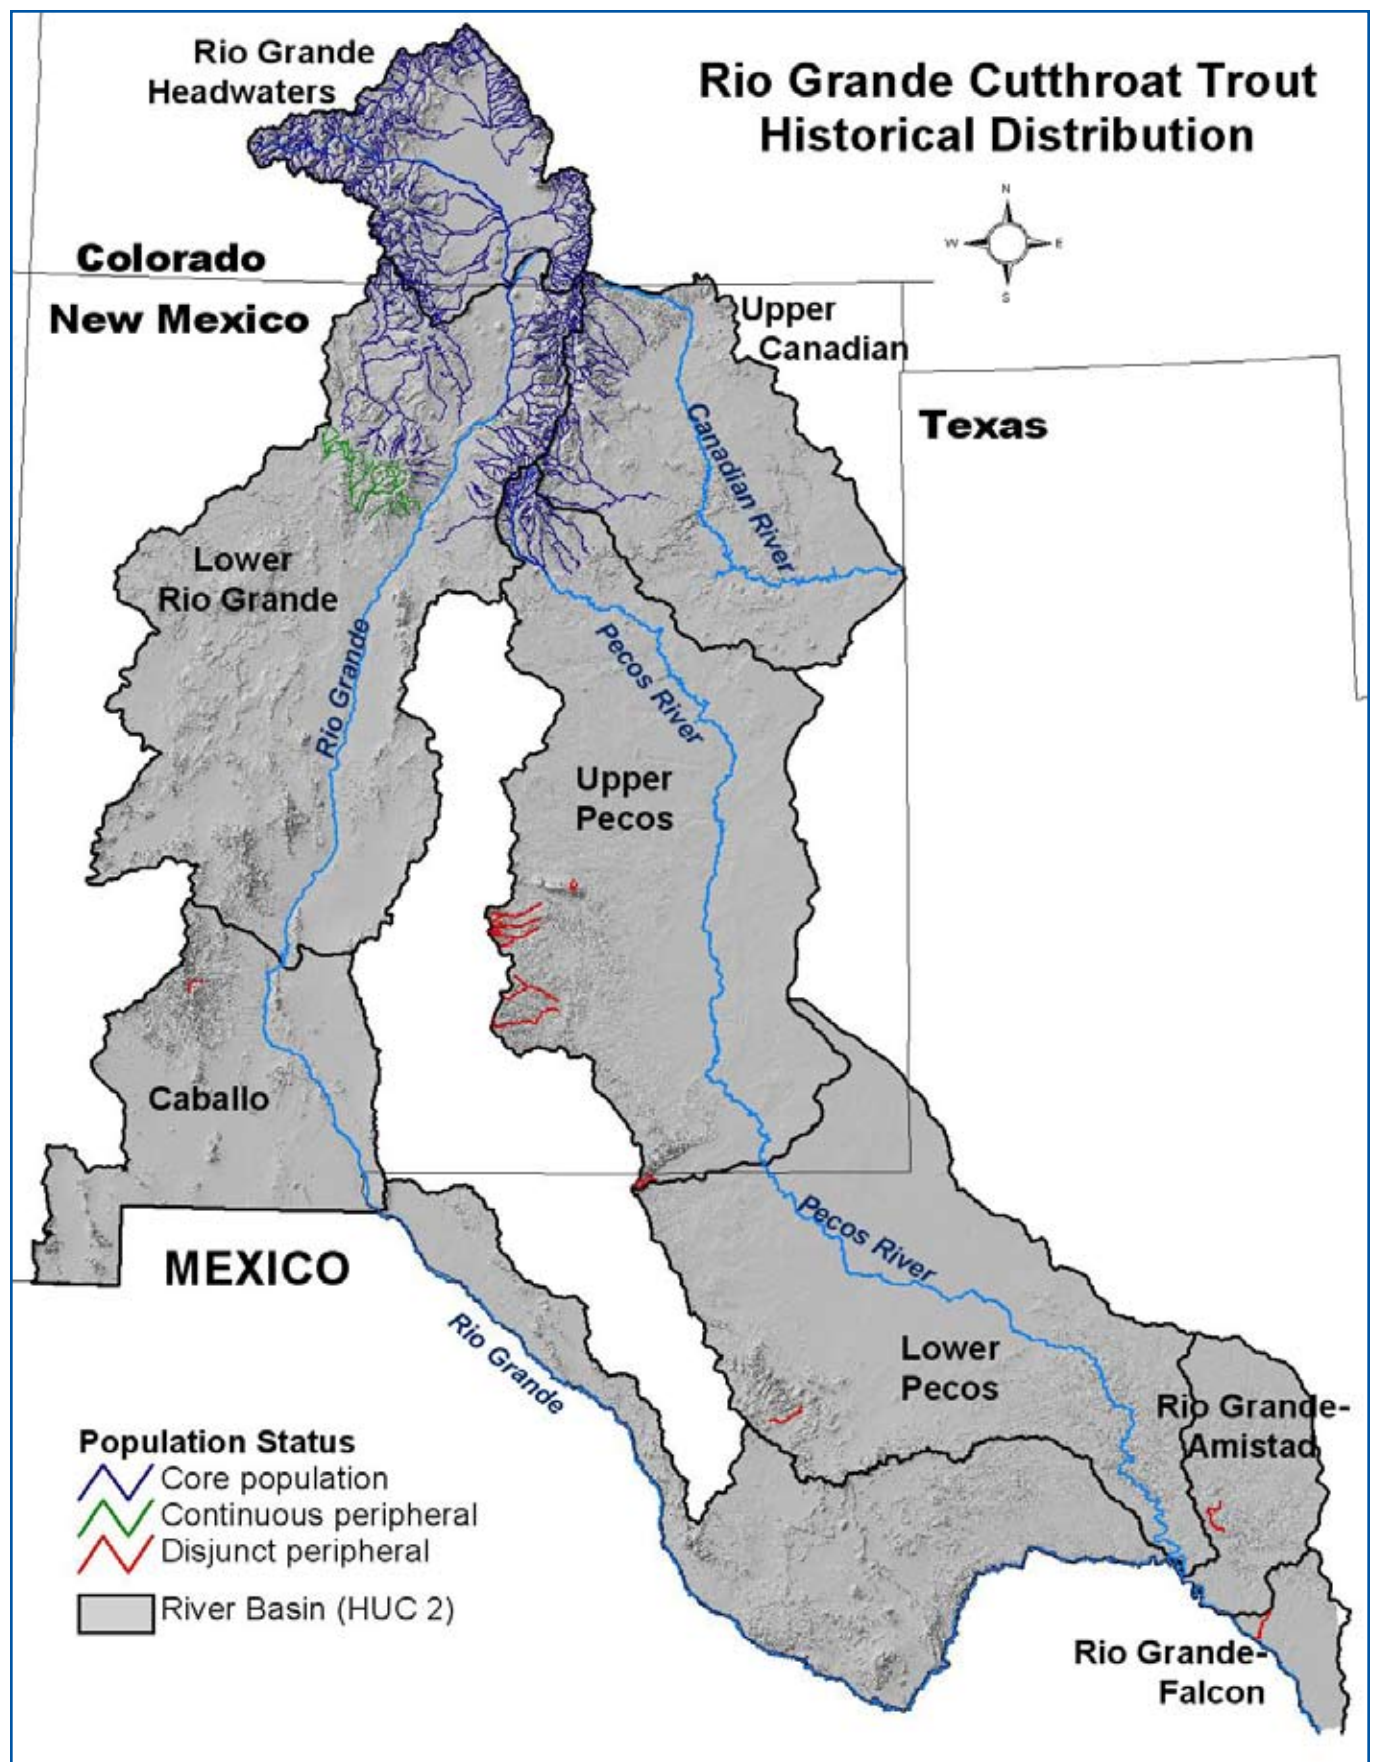 Rio Grande
Headwaters
Rio Grande Cutthroat Trout
Historical Distribution
N
W
E
S
Colorado
New Mexico
Upper
Canadian
Texas
Canadian River
Lower
Rio Grande
Rio Grande
Pecos River
Upper
Pecos
Caballo
MEXICO
Pecos River
Rio Grande
Lower
Pecos
Rio Grande-
Amistad
Population Status
Core population
Continuous peripheral
Disjunct peripheral
River Basin (HUC 2)
Rio Grande-
Falcon